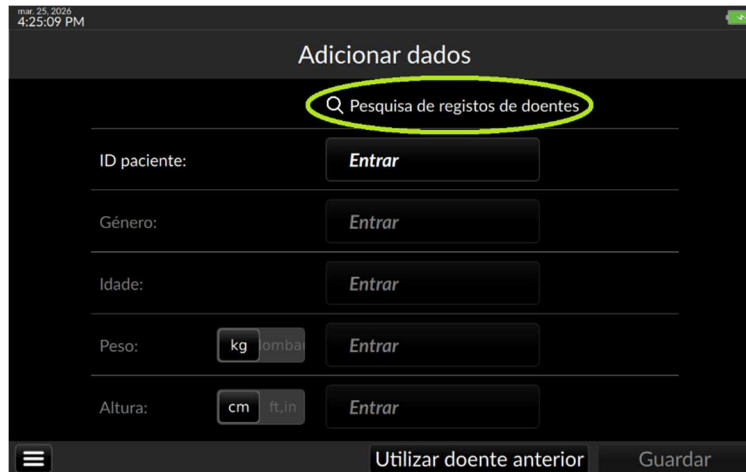 mar. 25, 2026
4:25:09 PM
Adicionar dados
Pesquisa de registos de doentes
ID paciente: Entrar
Género: Entrar
Idade: Entrar
Peso: kg lombar Entrar
Altura: cm ft,in Entrar
Utilizar doente anterior Guardar